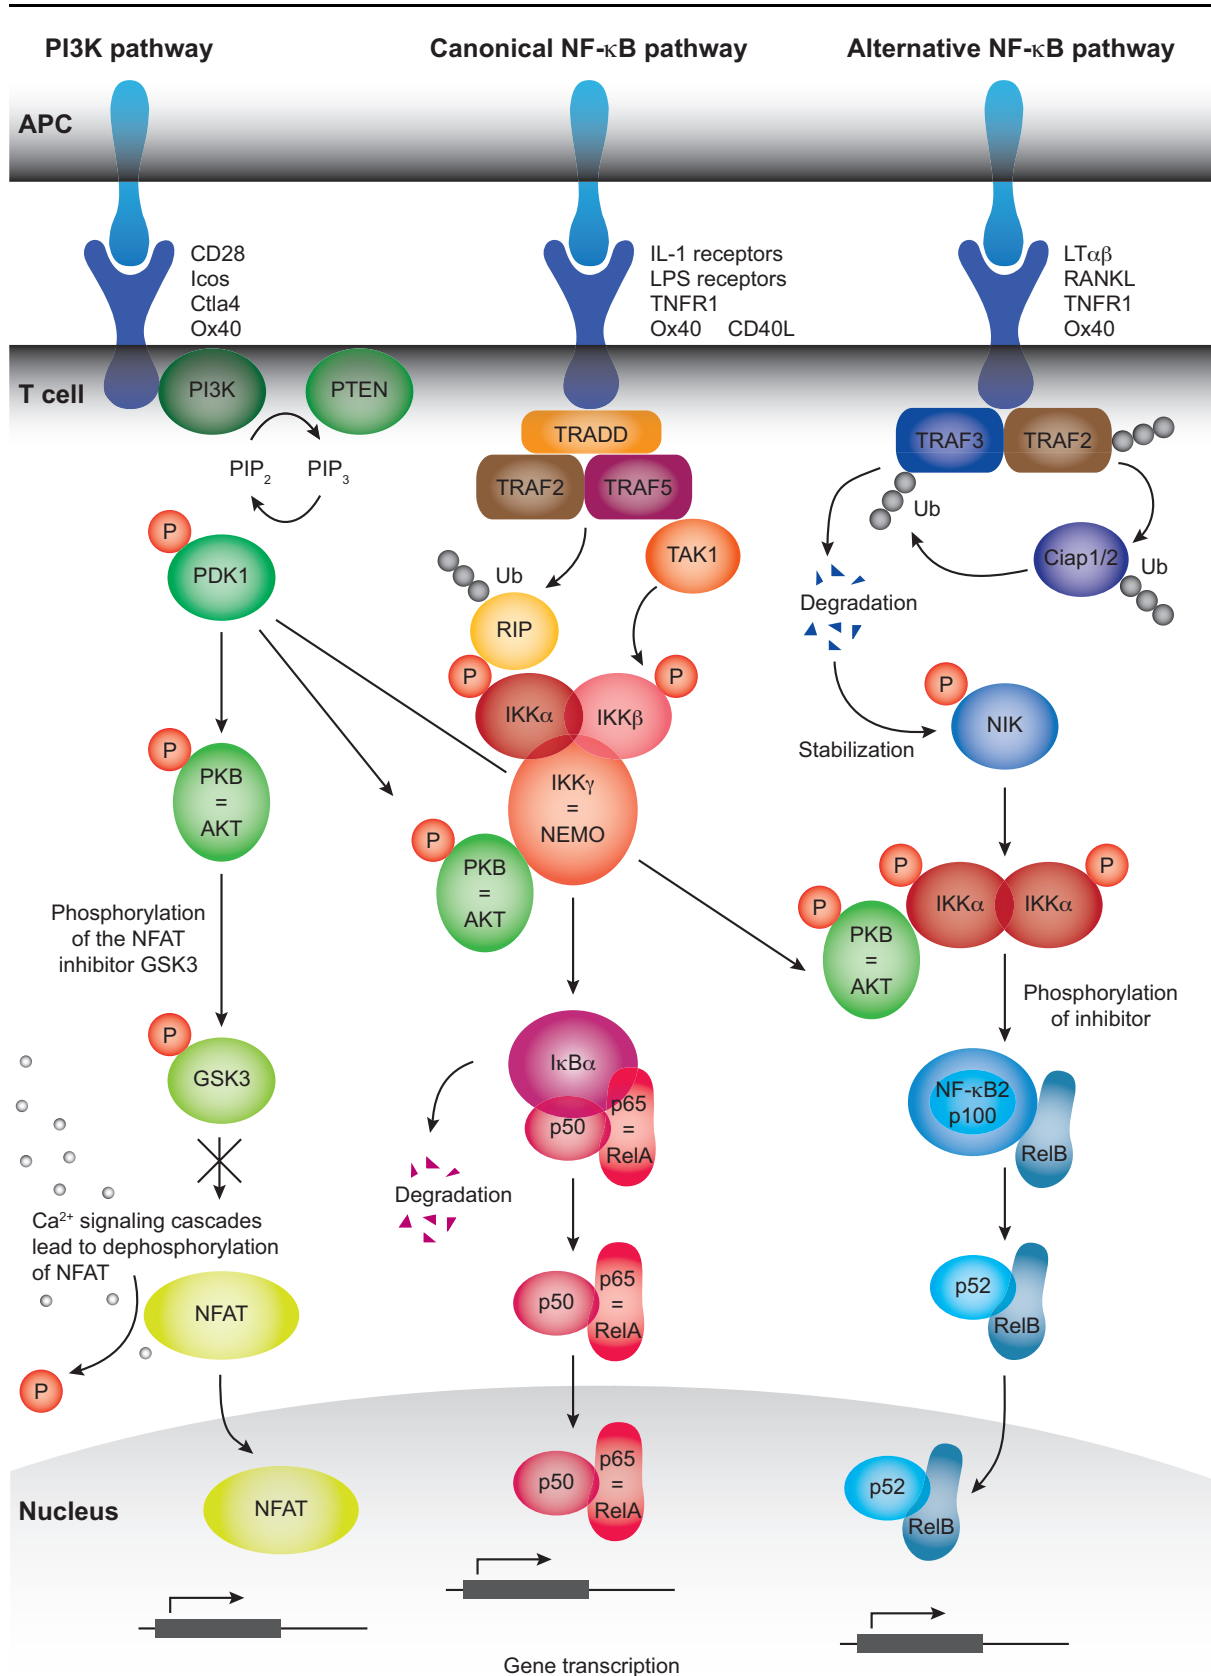 PI3K pathway
Canonical NF-κB pathway
Alternative NF-κB pathway
APC
CD28
Icos
Ctla4
Ox40
IL-1 receptors
LPS receptors
TNFR1
Ox40 CD40L
LTαβ
RANKL
TNFR1
Ox40
T cell
PI3K
PTEN
PIP2
PIP3
P
PDK1
P
PKB
=
AKT
Phosphorylation
of the NFAT
inhibitor GSK3
P
GSK3
Ca2+ signaling cascades
lead to dephosphorylation
of NFAT
NFAT
P
NFAT
TRADD
TRAF2
TRAF5
TAK1
Ub
RIP
P
P
IKKα
IKKβ
IKKγ
=
NEMO
P
PKB
=
AKT
IκBα
p50
p65
=
RelA
Degradation
p50
p65
=
RelA
p50
p65
=
RelA
TRAF3
TRAF2
Ub
Ciap1/2
Ub
Degradation
Stabilization
P
NIK
P
P
IKKα
IKKα
P
PKB
=
AKT
Phosphorylation
of inhibitor
NF-κB2
p100
RelB
p52
RelB
p52
RelB
Nucleus
Gene transcription